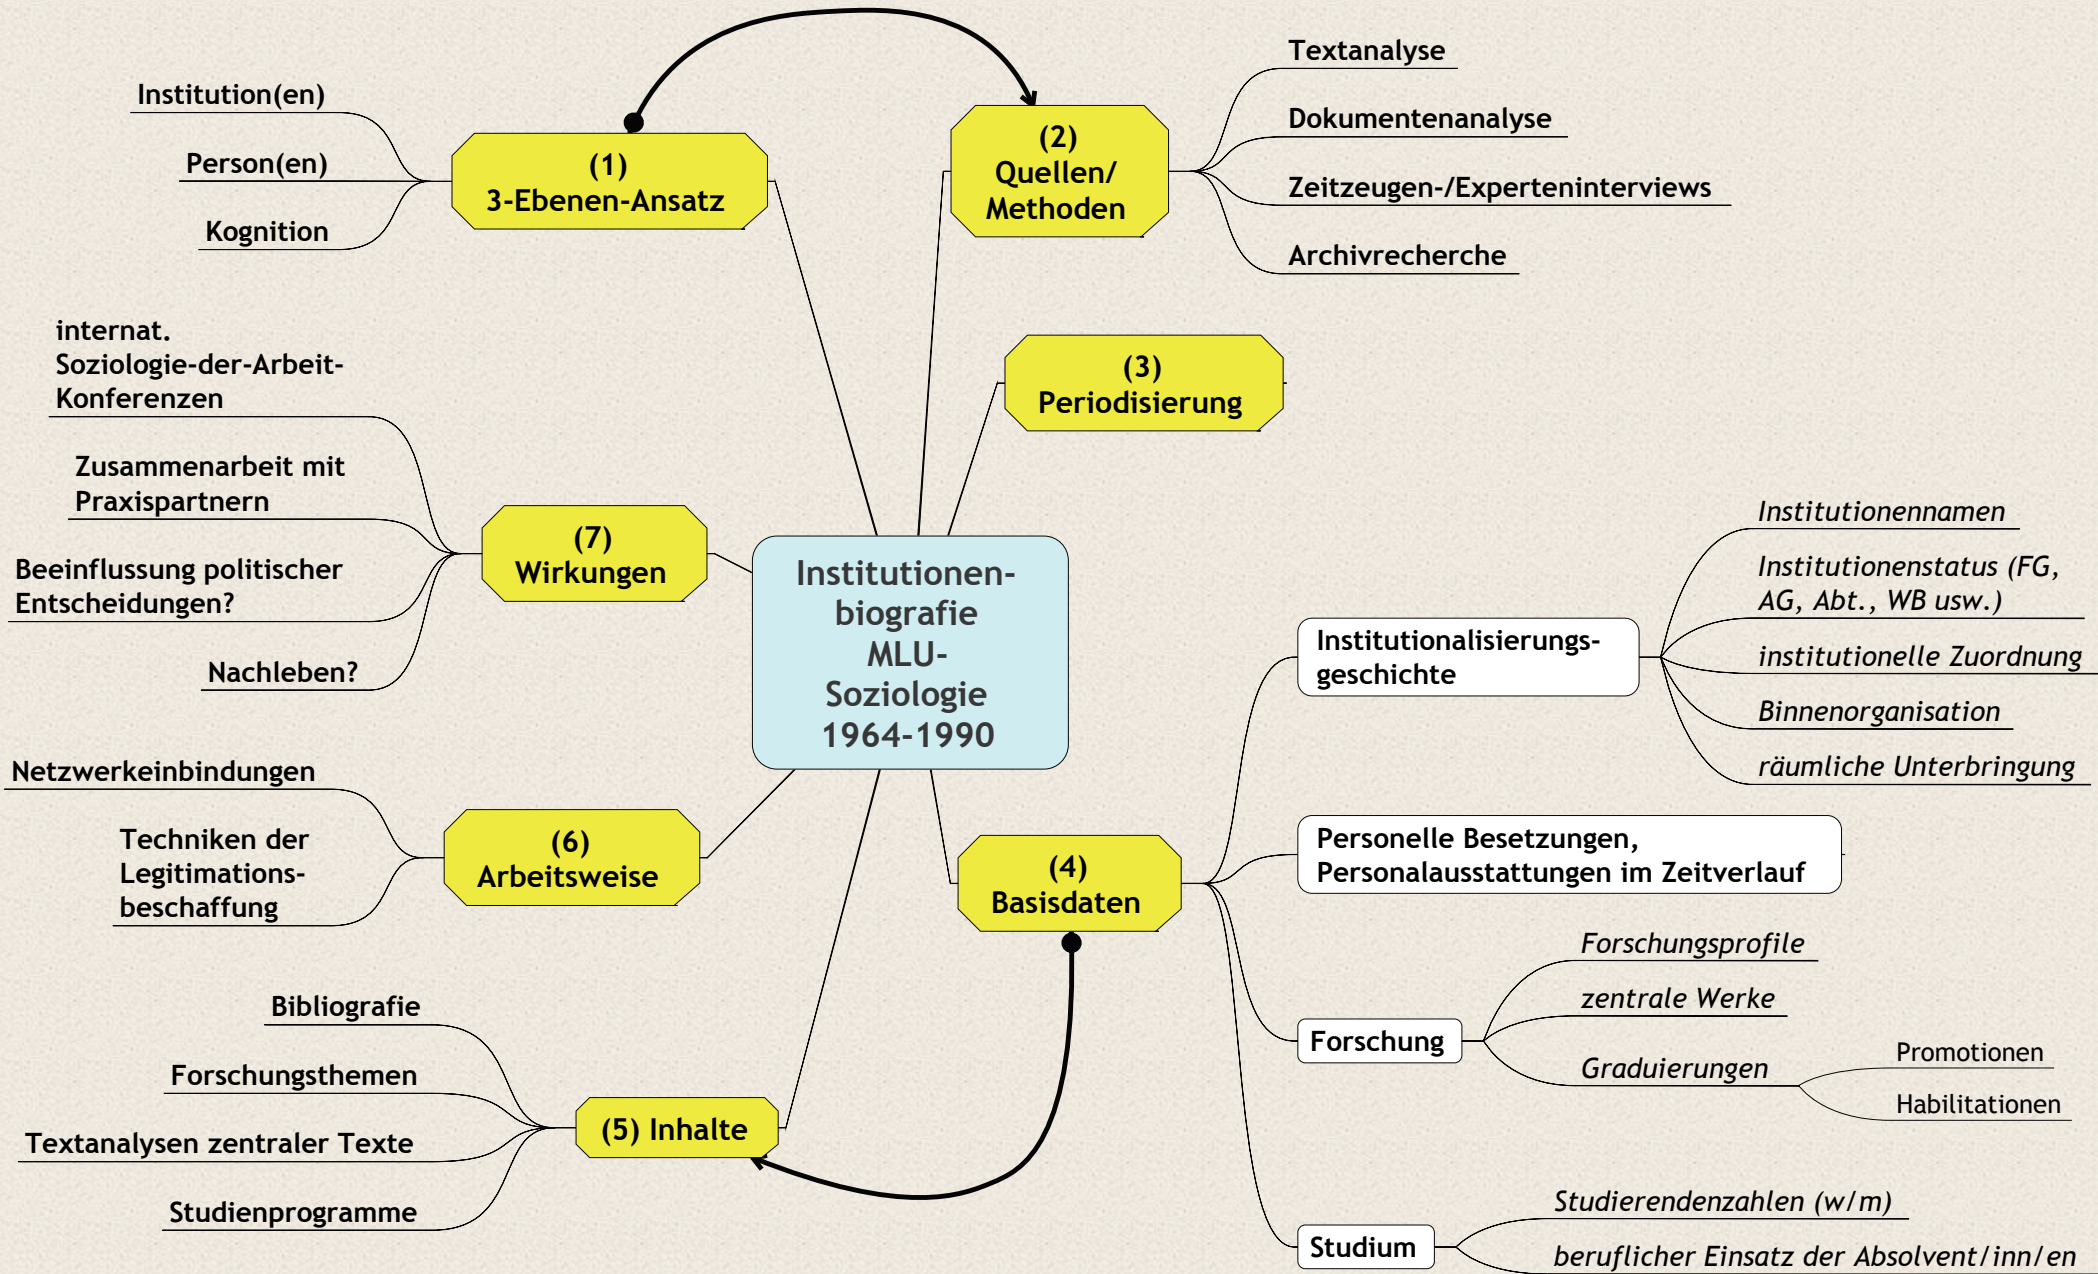 Institutionen-
biografie
MLU-
Soziologie
1964-1990
(1)
3-Ebenen-Ansatz
Institution(en)
Person(en)
Kognition
(2)
Quellen/
Methoden
Textanalyse
Dokumentenanalyse
Zeitzeugen-/Experteninterviews
Archivrecherche
(3)
Periodisierung
(4)
Basisdaten
Institutionalisierungs-
geschichte
Institutionennamen
Institutionenstatus (FG,
AG, Abt., WB usw.)
institutionelle Zuordnung
Binnenorganisation
räumliche Unterbringung
Personelle Besetzungen,
Personalausstattungen im Zeitverlauf
Forschung
Forschungsprofile
zentrale Werke
Graduierungen
Promotionen
Habilitationen
Studium
Studierendenzahlen (w/m)
beruflicher Einsatz der Absolvent/inn/en
(5) Inhalte
Bibliografie
Forschungsthemen
Textanalysen zentraler Texte
Studienprogramme
(6)
Arbeitsweise
Netzwerkeinbindungen
Techniken der
Legitimations-
beschaffung
(7)
Wirkungen
internat.
Soziologie-der-Arbeit-
Konferenzen
Zusammenarbeit mit
Praxispartnern
Beeinflussung politischer
Entscheidungen?
Nachleben?